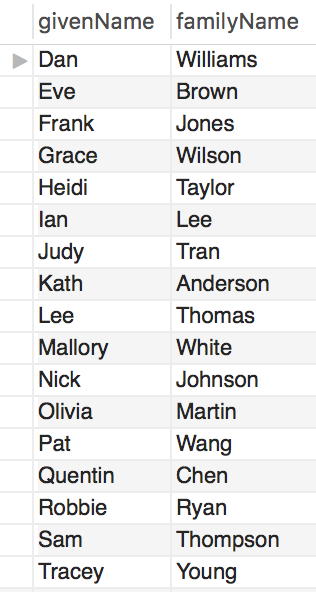 givenName familyName
Dan Williams
Eve Brown
Frank Jones
Grace Wilson
Heidi Taylor
Ian Lee
Judy Tran
Kath Anderson
Lee Thomas
Mallory White
Nick Johnson
Olivia Martin
Pat Wang
Quentin Chen
Robbie Ryan
Sam Thompson
Tracey Young